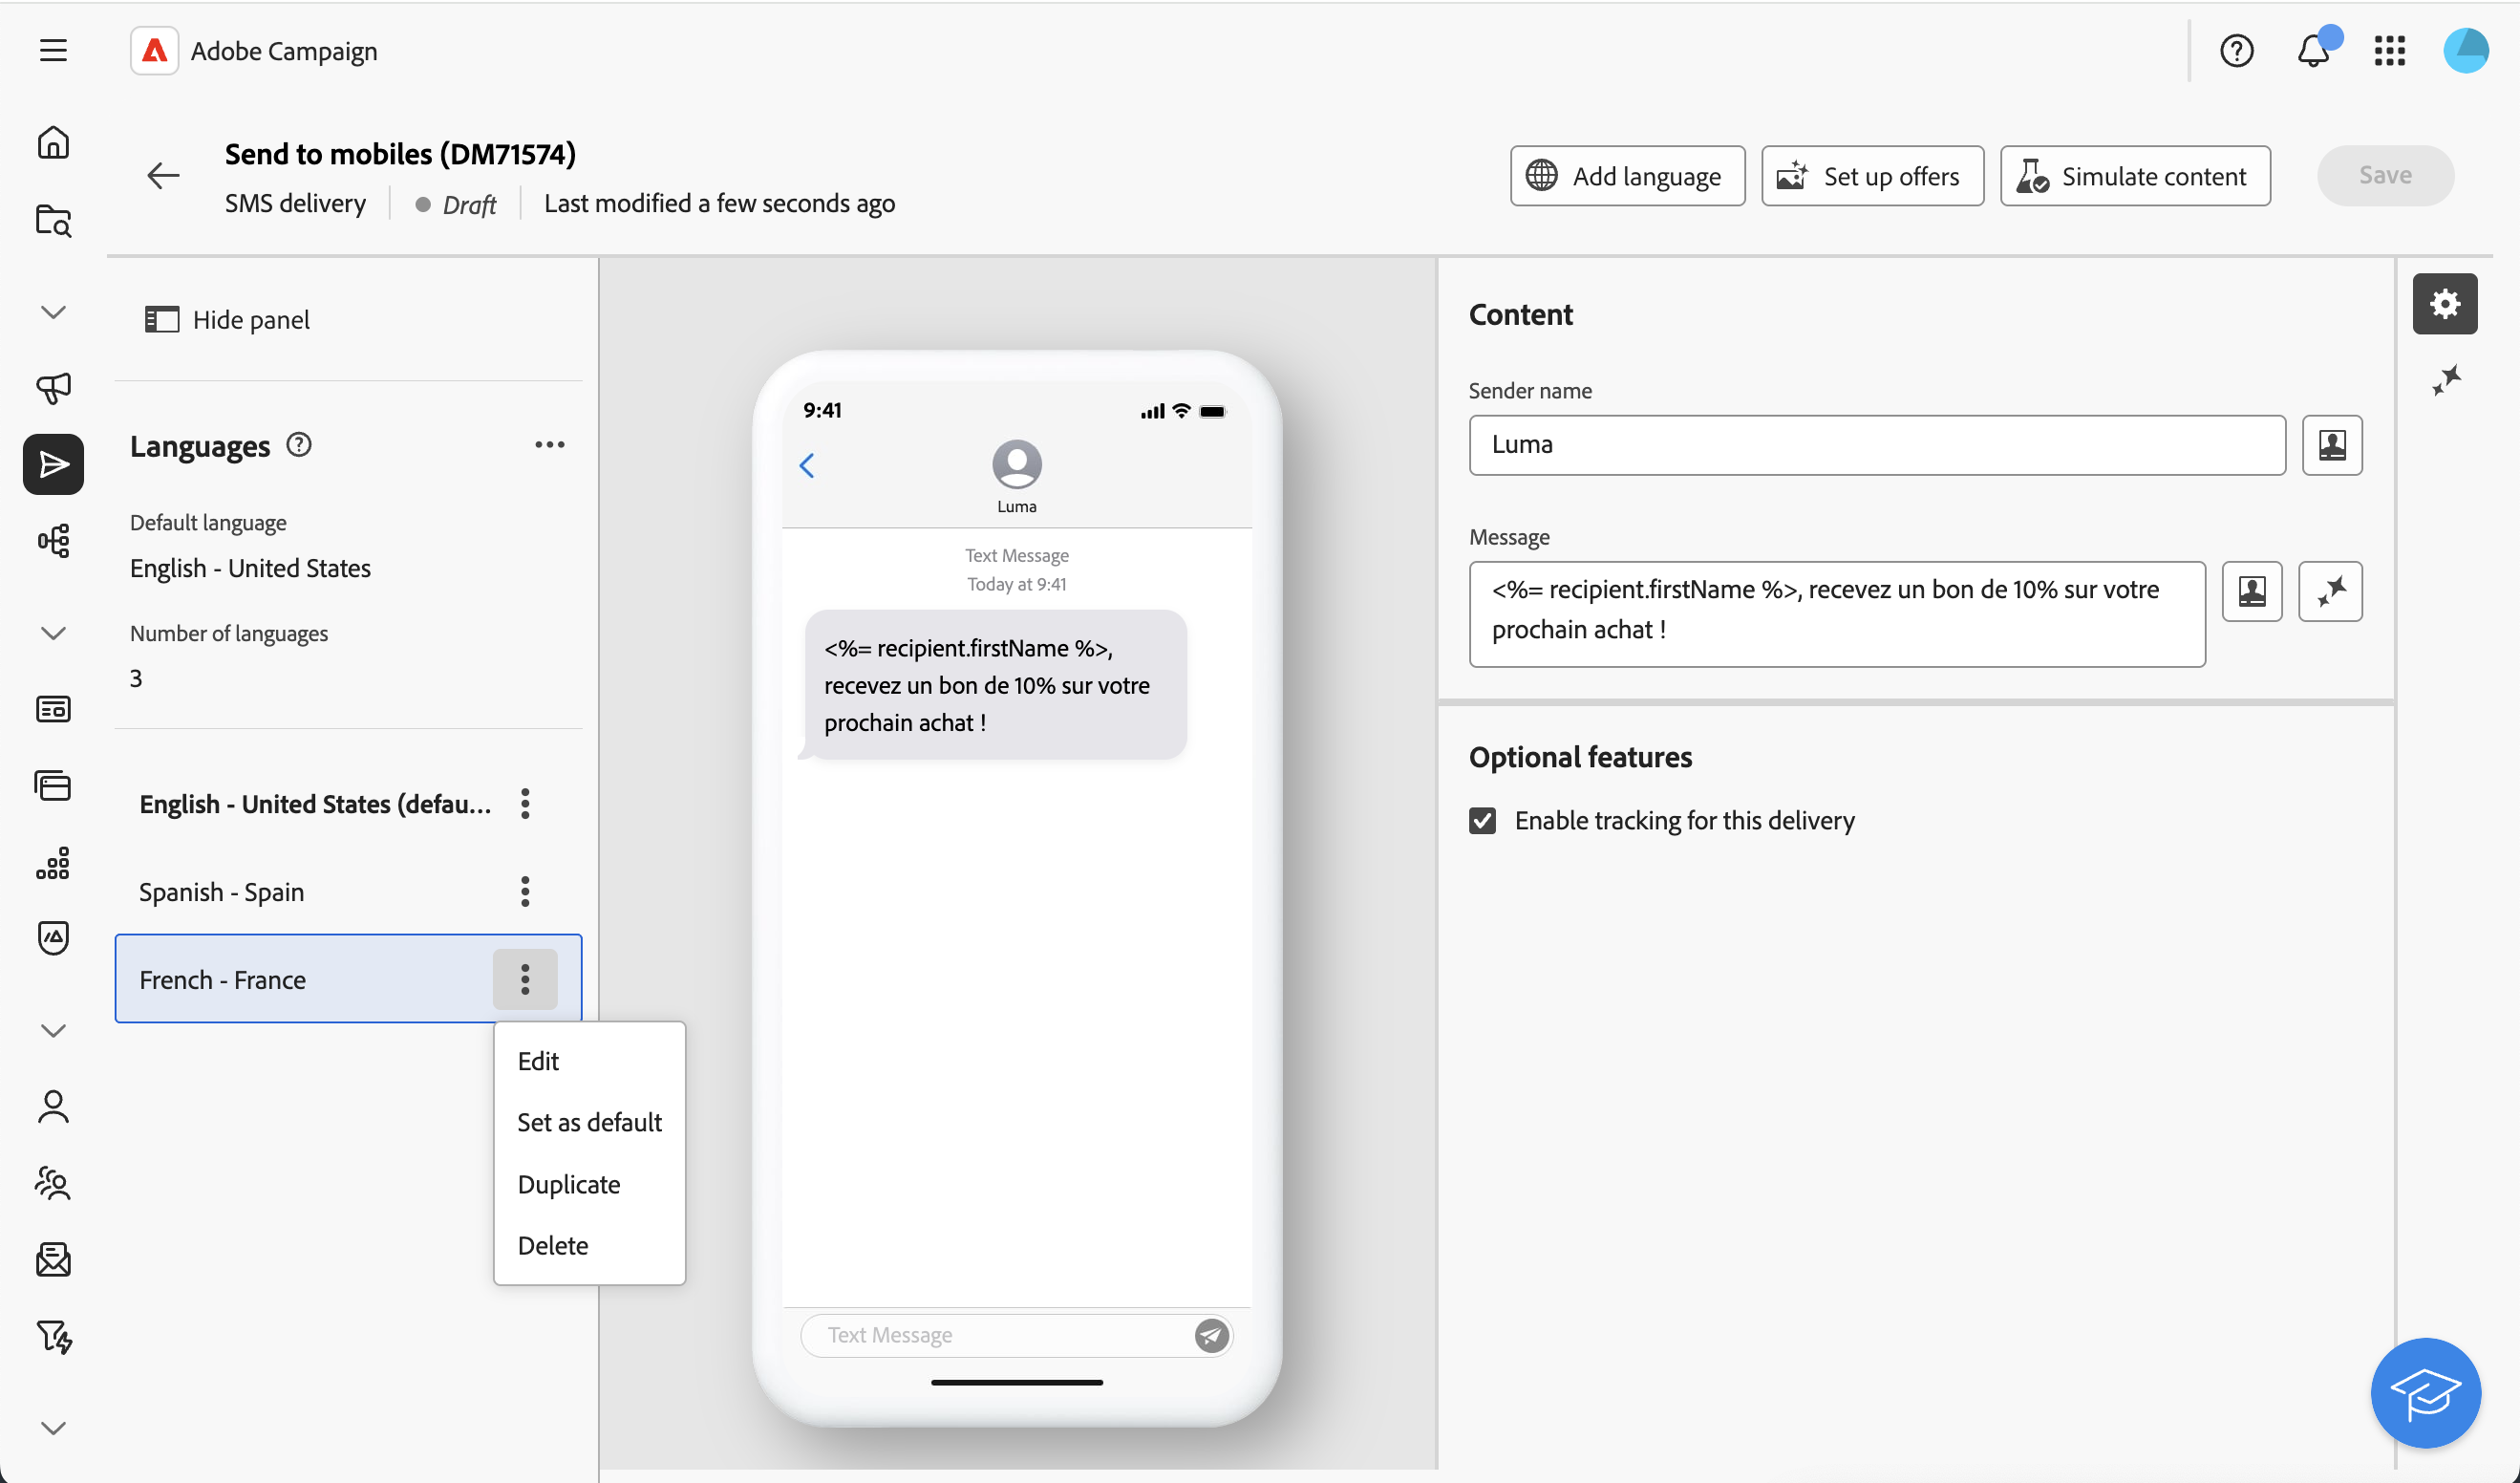 Adobe Campaign
Send to mobiles (DM71574)
SMS delivery
Draft
Last modified a few seconds ago
Add language
Set up offers
Simulate content
Save
Hide panel
Languages
Default language
English - United States
Number of languages
3
English - United States (defau...
Spanish - Spain
French - France
Edit
Set as default
Duplicate
Delete
9:41
Luma
Text Message
Today at 9:41
<%= recipient.firstName %>,
recevez un bon de 10% sur votre
prochain achat !
Text Message
Content
Sender name
Luma
Message
<%= recipient.firstName %>, recevez un bon de 10% sur votre
prochain achat !
Optional features
Enable tracking for this delivery